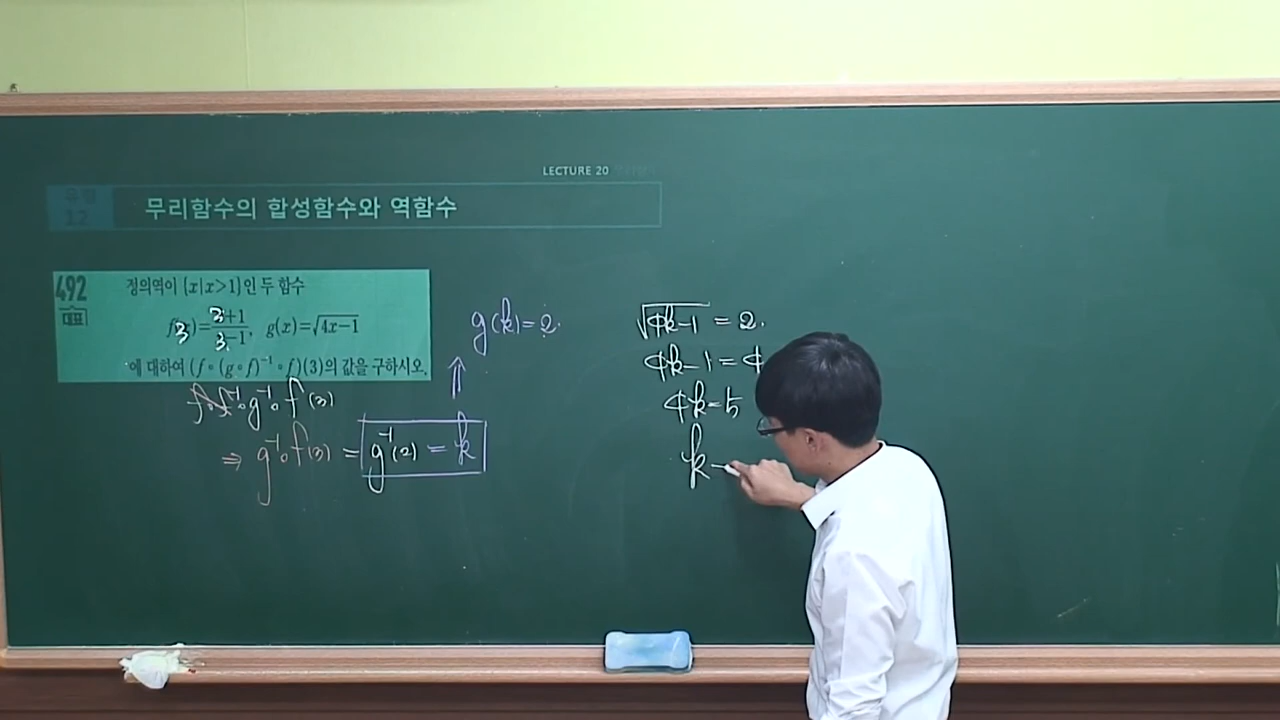 LECTURE 20
유형
12
무리함수의 합성함수와 역함수
492
대표
정의역이 {x|x>1}인 두 함수
f(3)=3+1/3-1, g(x)=√4x-1
에 대하여 (f∘(g∘f)⁻¹∘f)(3)의 값을 구하시오.
f∘f⁻¹∘g⁻¹∘f(3)
⇒ g⁻¹∘f(3) = g⁻¹(2) = k
g(k)=2.
√4k-1 = 2.
4k-1=4
4k=5
k=